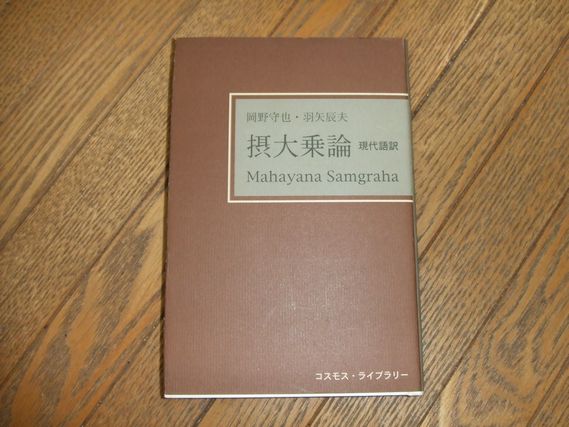 岡野守也・羽矢辰夫
摂大乗論 現代語訳
Mahayana Samgraha
コスモス・ライブラリー